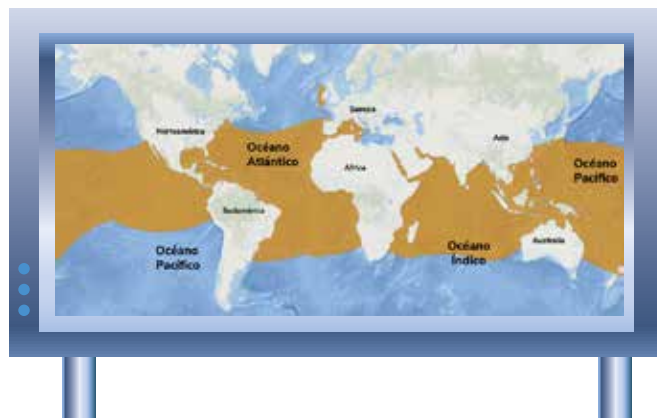 Norteamérica
Europa
Asia
Océano
Atlántico
África
Océano
Pacífico
Sudamérica
Océano
Pacífico
Océano
Índico
Australia